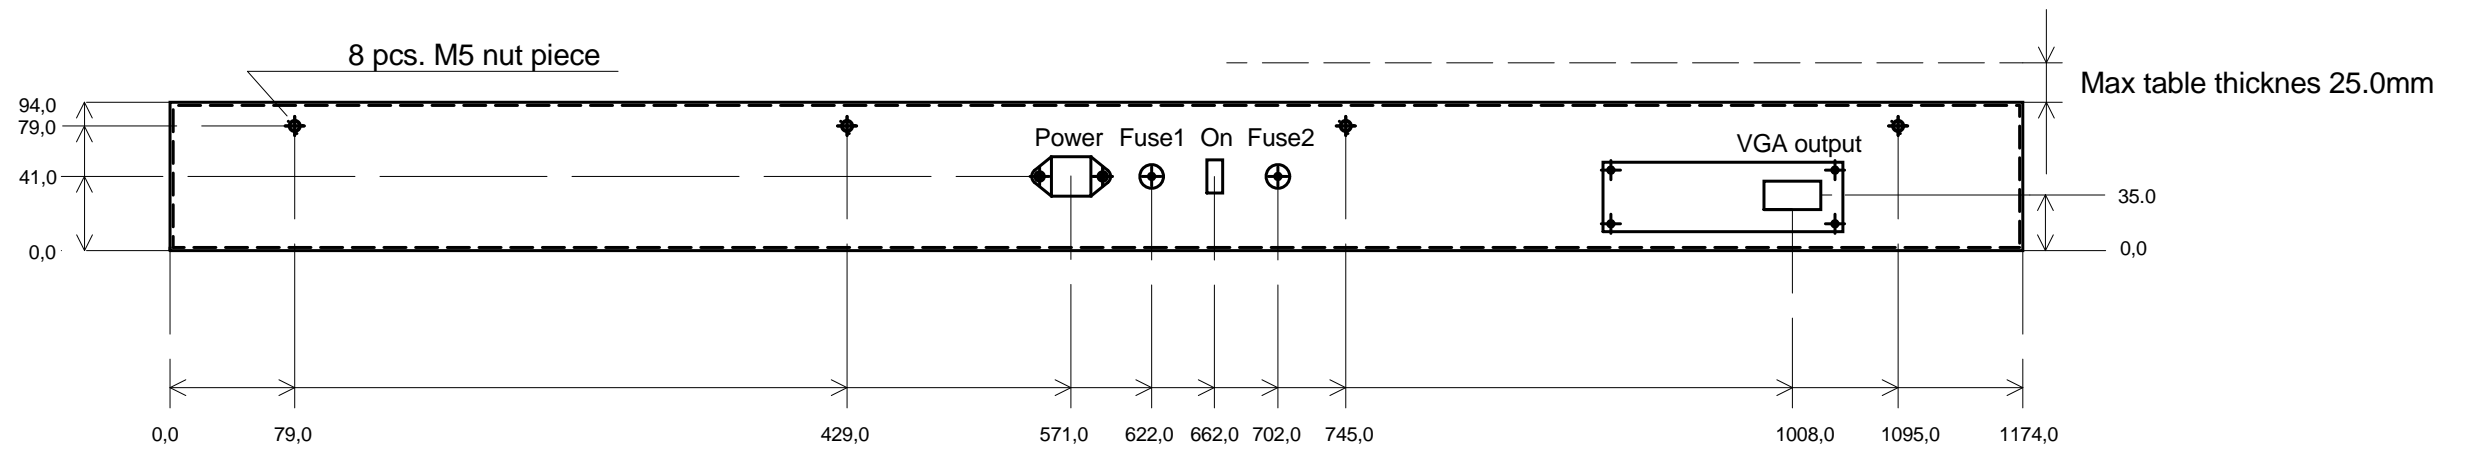 8 pcs. M5 nut piece
Max table thicknes 25.0mm
94,0
79,0
Power Fuse1 On Fuse2
VGA output
41,0
35.0
0,0
0,0
0,0 79,0 429,0 571,0 622,0 662,0 702,0 745,0 1008,0 1095,0 1174,0